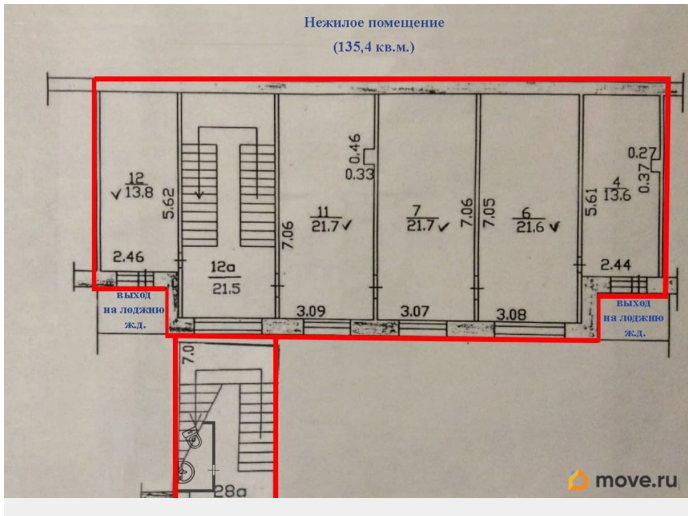 Нежилое помещение
(135,4 кв.м.)
12
13.8
5.62
2.46
12а
21.5
7.06
11
21.7
0.46
0.33
3.09
7
21.7
7.06
3.07
7.05
6
21.6
3.08
5.61
4
13.6
0.27
0.37
2.44
выход
на лоджию
ж.д.
выход
на лоджию
ж.д.
7.0
28а
move.ru